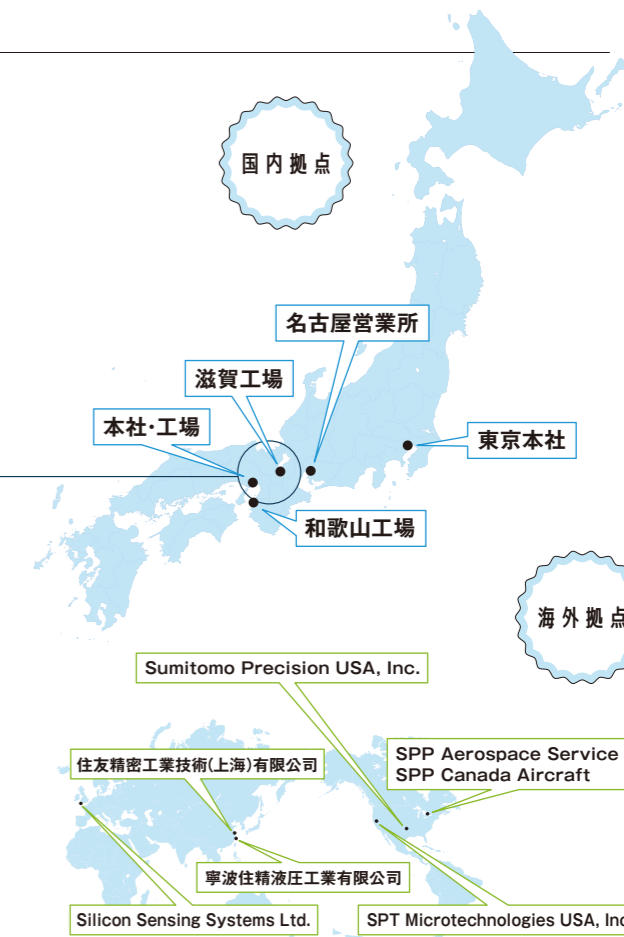 国内拠点
名古屋営業所
滋賀工場
本社・工場
東京本社
和歌山工場
海外拠点
Sumitomo Precision USA, Inc.
住友精密工業技術(上海)有限公司
SPP Aerospace Service
SPP Canada Aircraft
寧波住精液圧工業有限公司
Silicon Sensing Systems Ltd.
SPT Microtechnologies USA, Inc